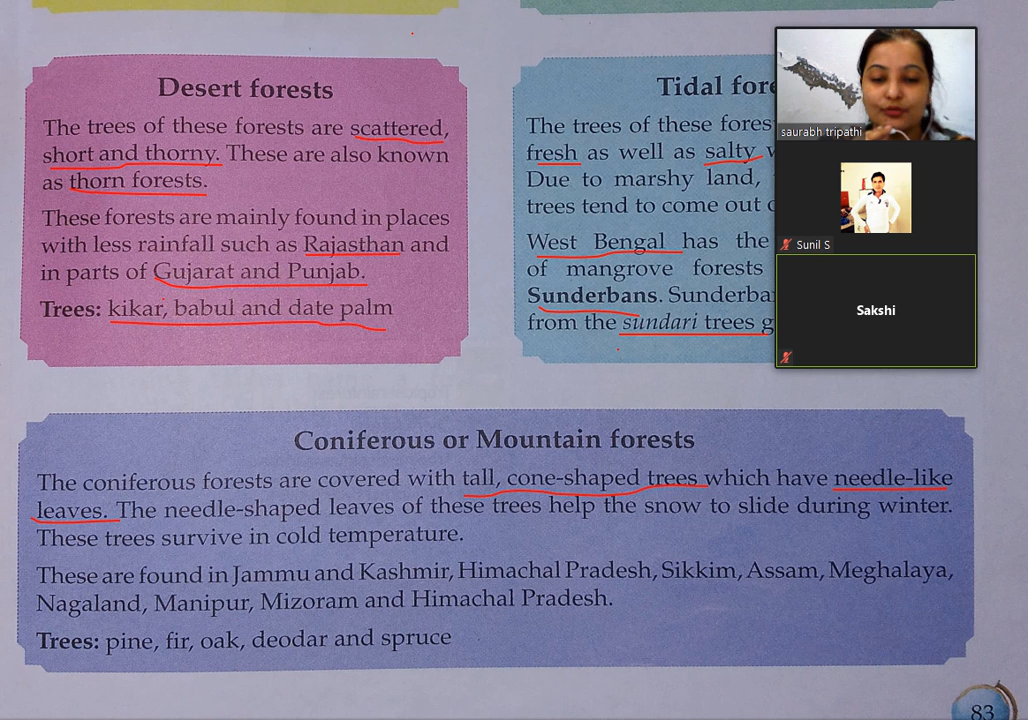 Desert forests
The trees of these forests are scattered,
short and thorny. These are also known
as thorn forests.
These forests are mainly found in places
with less rainfall such as Rajasthan and
in parts of Gujarat and Punjab.
Trees: kikar, babul and date palm
Tidal
The trees of these
fresh as well as salty
Due to marshy land,
trees tend to come out
West Bengal has the
of mangrove forests
Sunderbans.
from the sundari trees
saurabh tripathi
Sunil S
Sakshi
Coniferous or Mountain forests
The coniferous forests are covered with tall, cone-shaped trees which have needle-like
leaves. The needle-shaped leaves of these trees help the snow to slide during winter.
These trees survive in cold temperature.
These are found in Jammu and Kashmir, Himachal Pradesh, Sikkim, Assam, Meghalaya,
Nagaland, Manipur, Mizoram and Himachal Pradesh.
Trees: pine, fir, oak, deodar and spruce
83